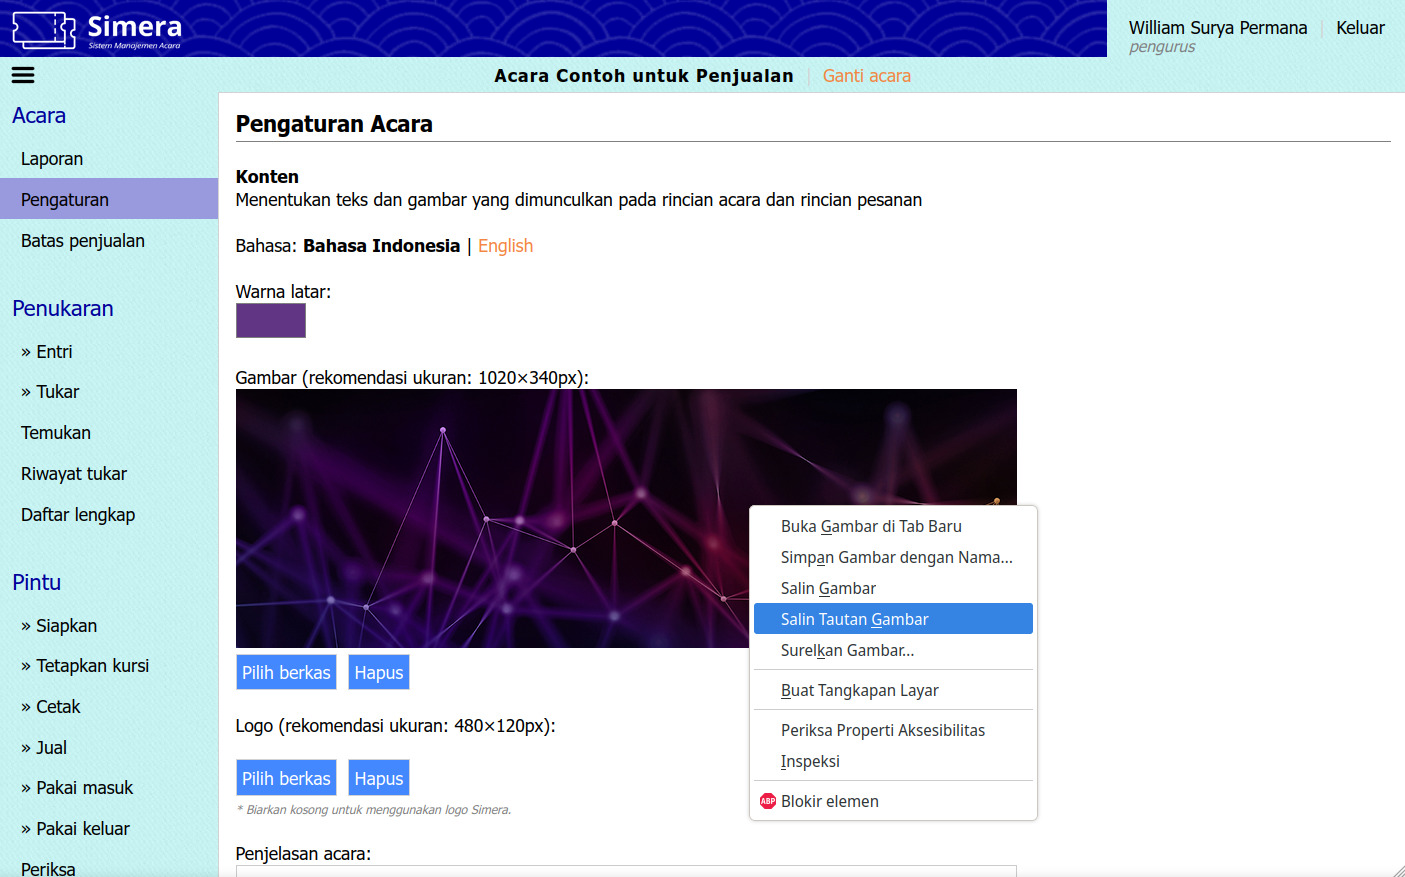 Simera
Sistem Manajemen Acara
William Surya Permana | Keluar
pengurus
Acara Contoh untuk Penjualan | Ganti acara
Acara
Laporan
Pengaturan
Batas penjualan
Penukaran
» Entri
» Tukar
Temukan
Riwayat tukar
Daftar lengkap
Pintu
» Siapkan
» Tetapkan kursi
» Cetak
» Jual
» Pakai masuk
» Pakai keluar
Periksa
Pengaturan Acara
Konten
Menentukan teks dan gambar yang dimunculkan pada rincian acara dan rincian pesanan
Bahasa: Bahasa Indonesia | English
Warna latar:
Gambar (rekomendasi ukuran: 1020×340px):
Pilih berkas Hapus
Logo (rekomendasi ukuran: 480×120px):
Pilih berkas Hapus
* Biarkan kosong untuk menggunakan logo Simera.
Penjelasan acara:
Buka Gambar di Tab Baru
Simpan Gambar dengan Nama...
Salin Gambar
Salin Tautan Gambar
Surelkan Gambar...
Buat Tangkapan Layar
Periksa Properti Aksesibilitas
Inspeksi
ABP Blokir elemen